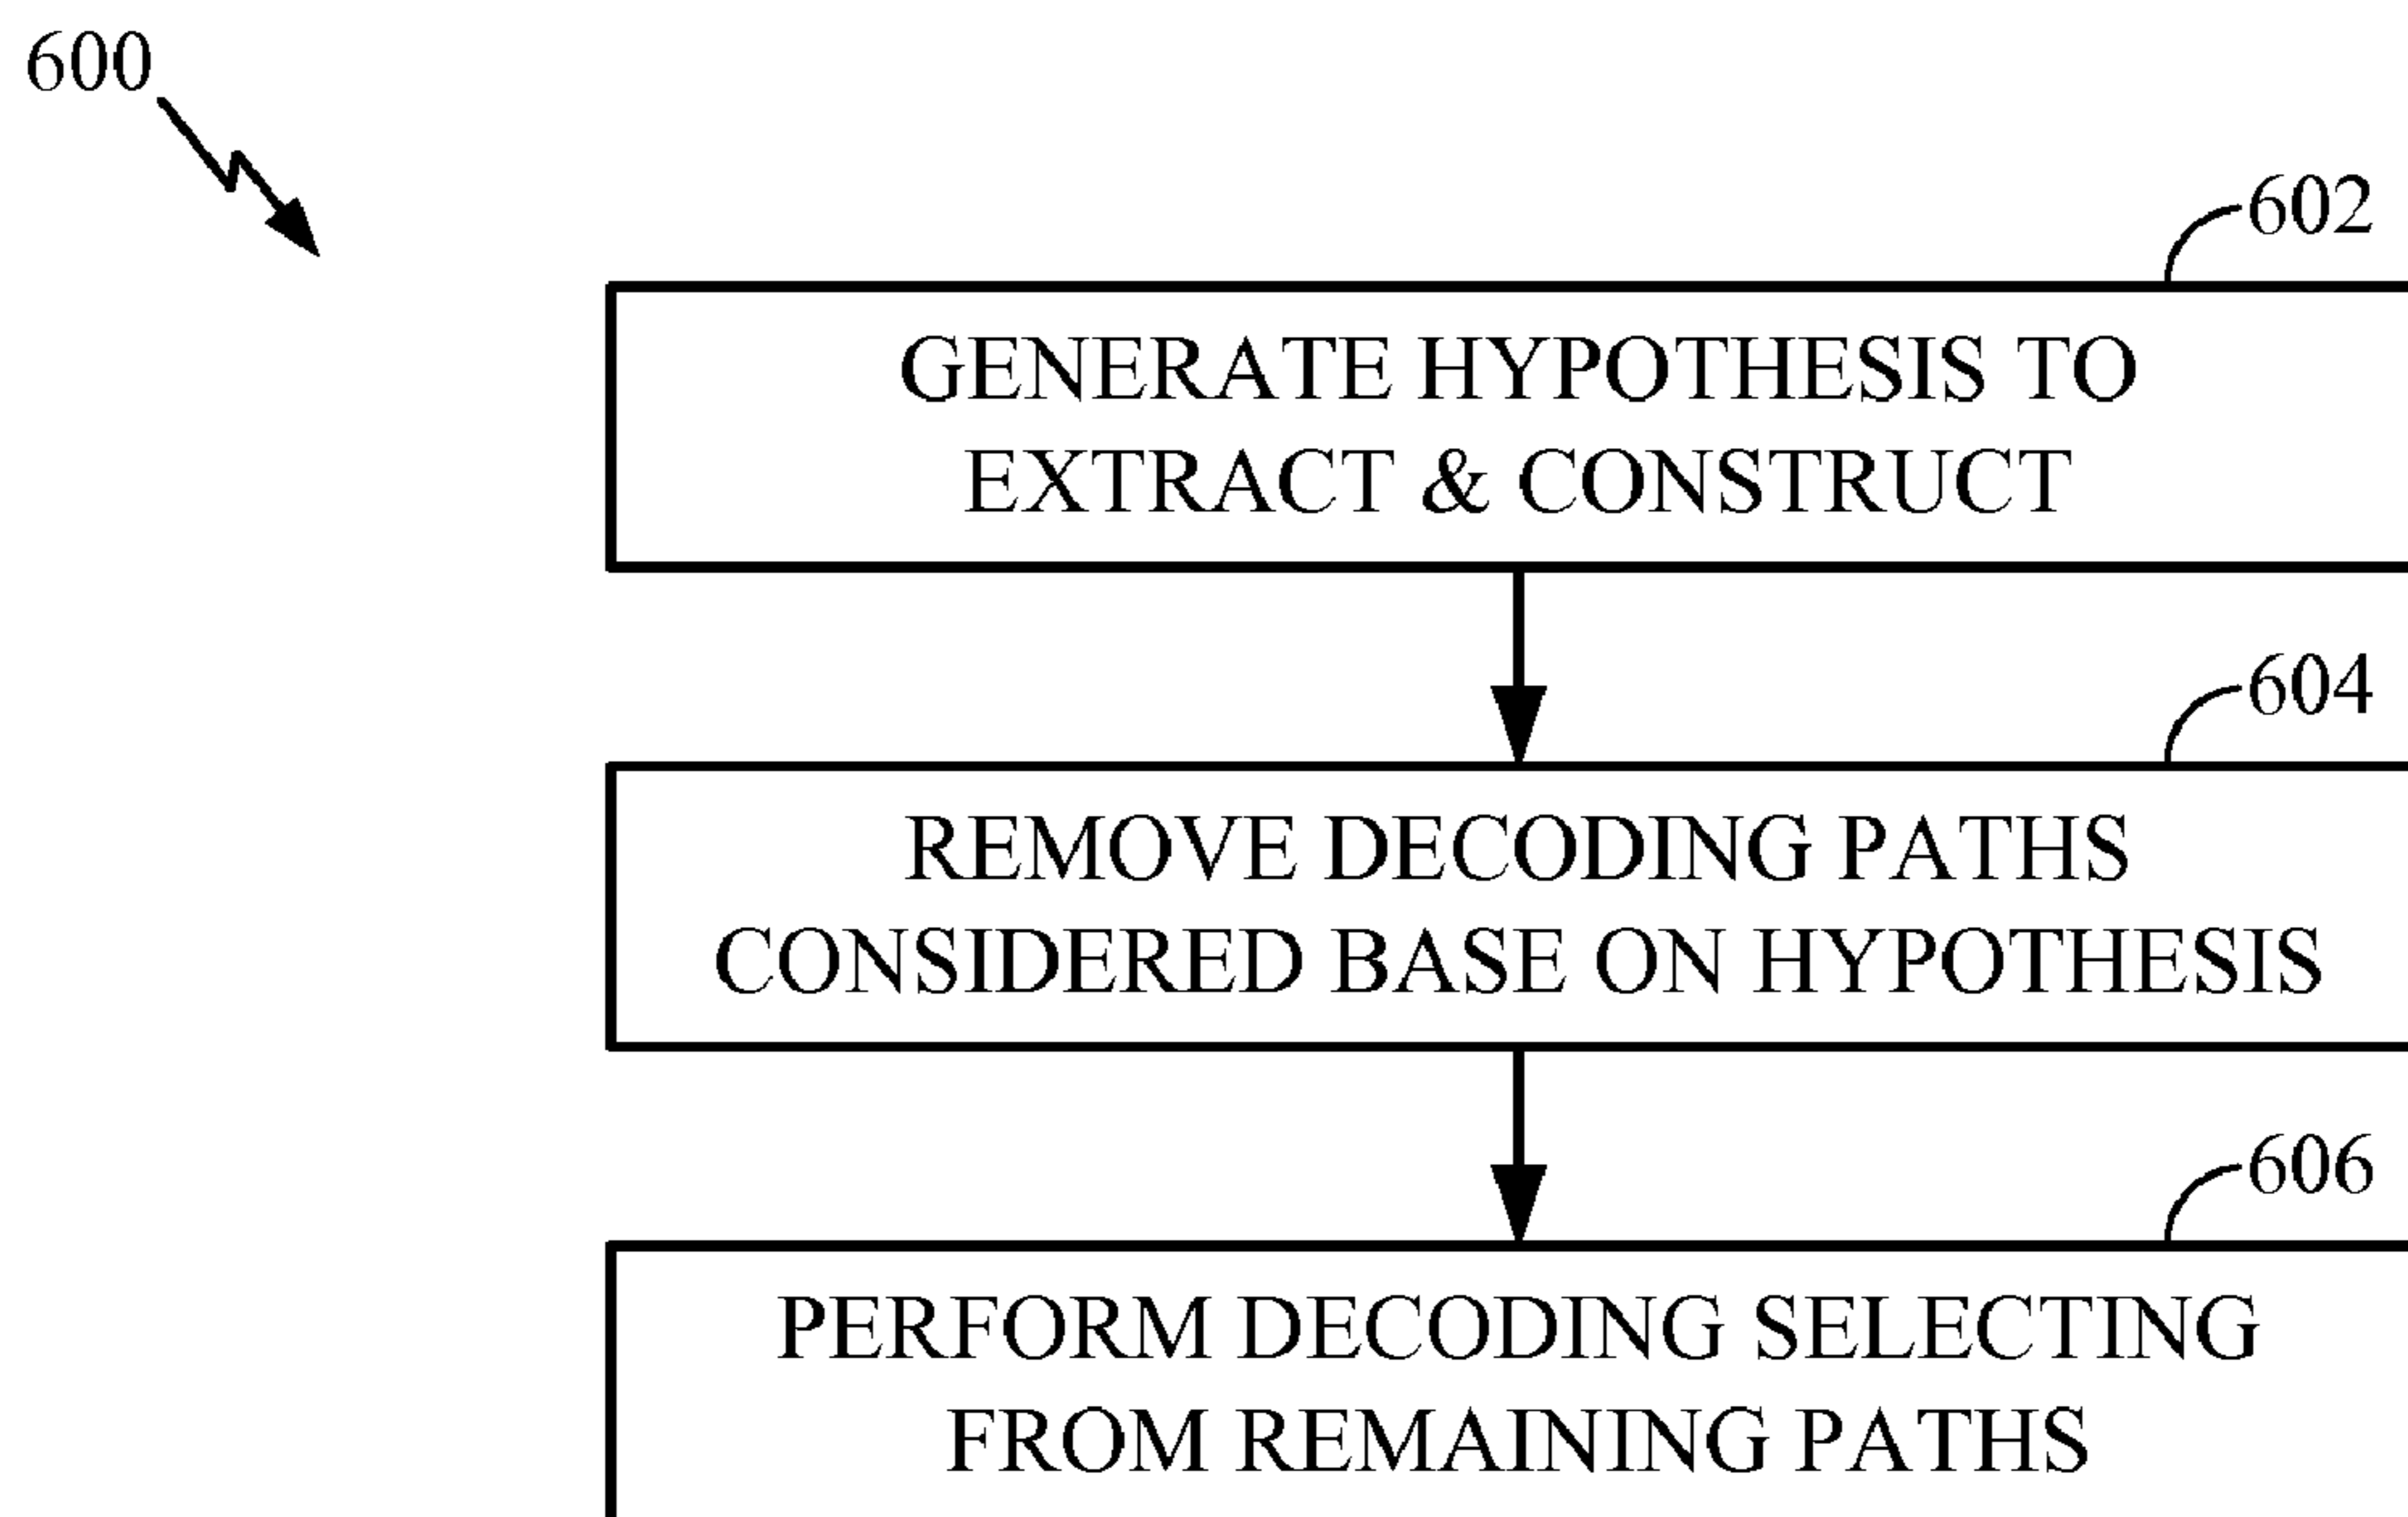 600
602
GENERATE HYPOTHESIS TO
EXTRACT & CONSTRUCT
604
REMOVE DECODING PATHS
CONSIDERED BASE ON HYPOTHESIS
606
PERFORM DECODING SELECTING
FROM REMAINING PATHS